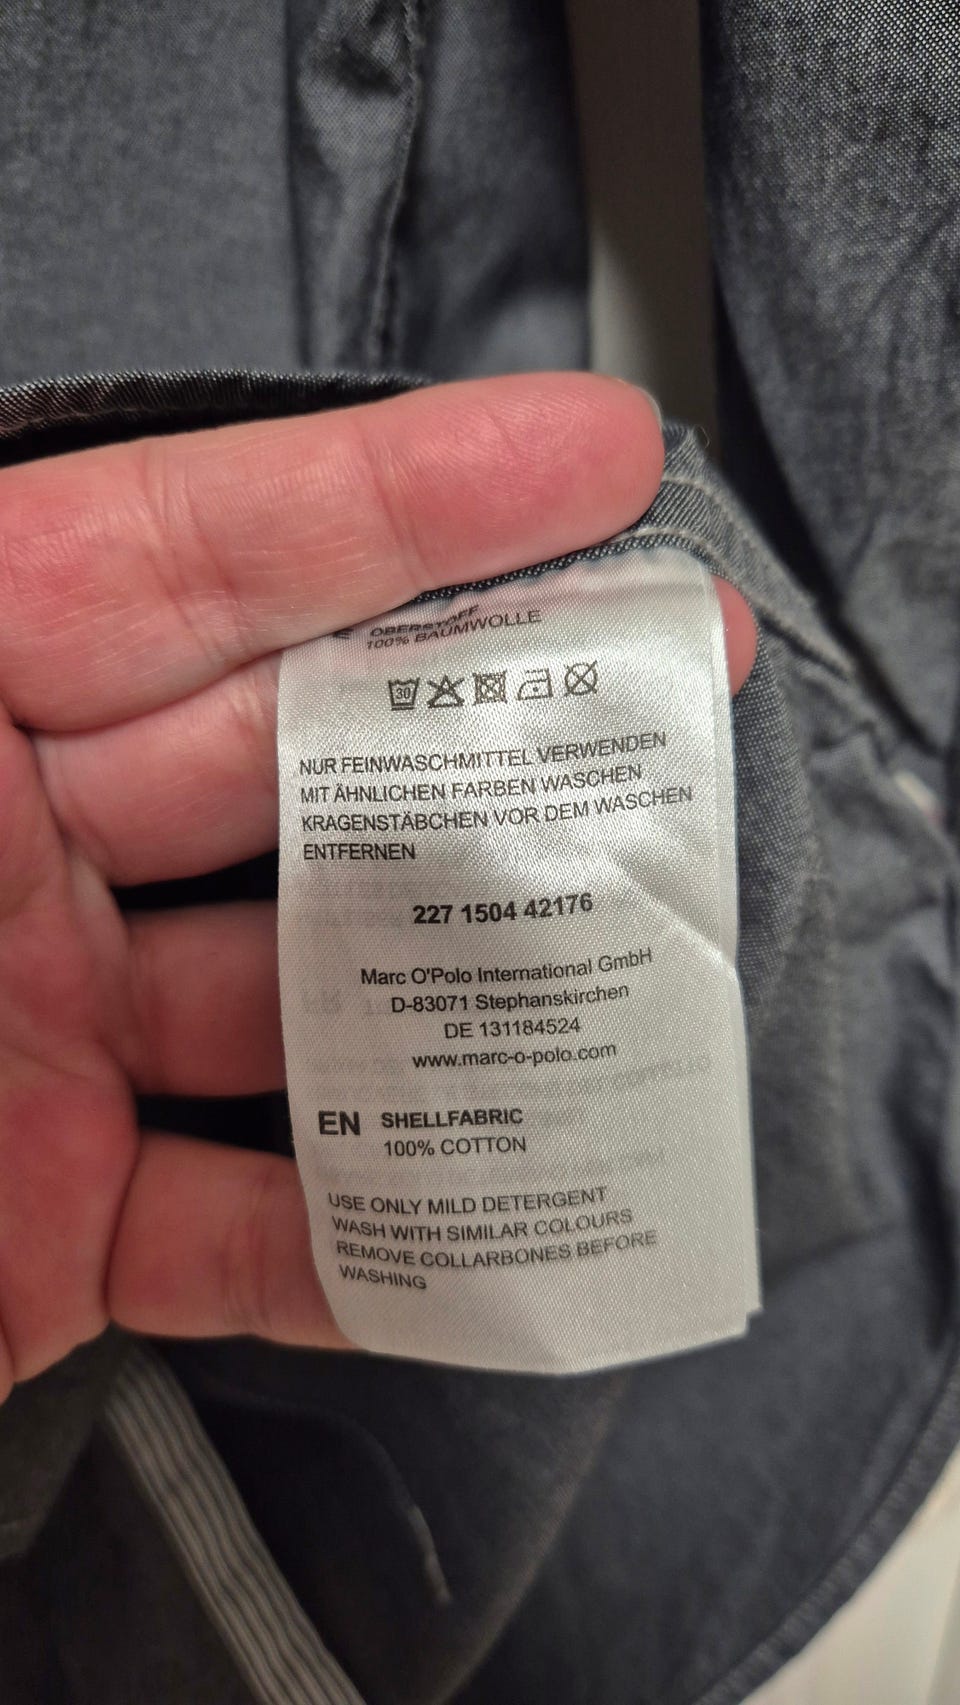 OBERSTOFF
100% BAUMWOLLE
30
NUR FEINWASCHMITTEL VERWENDEN
MIT ÄHNLICHEN FARBEN WASCHEN
KRAGENSTÄBCHEN VOR DEM WASCHEN
ENTFERNEN
227 1504 42176
Marc O'Polo International GmbH
D-83071 Stephanskirchen
DE 131184524
www.marc-o-polo.com
EN SHELLFABRIC
100% COTTON
USE ONLY MILD DETERGENT
WASH WITH SIMILAR COLOURS
REMOVE COLLARBONES BEFORE
WASHING